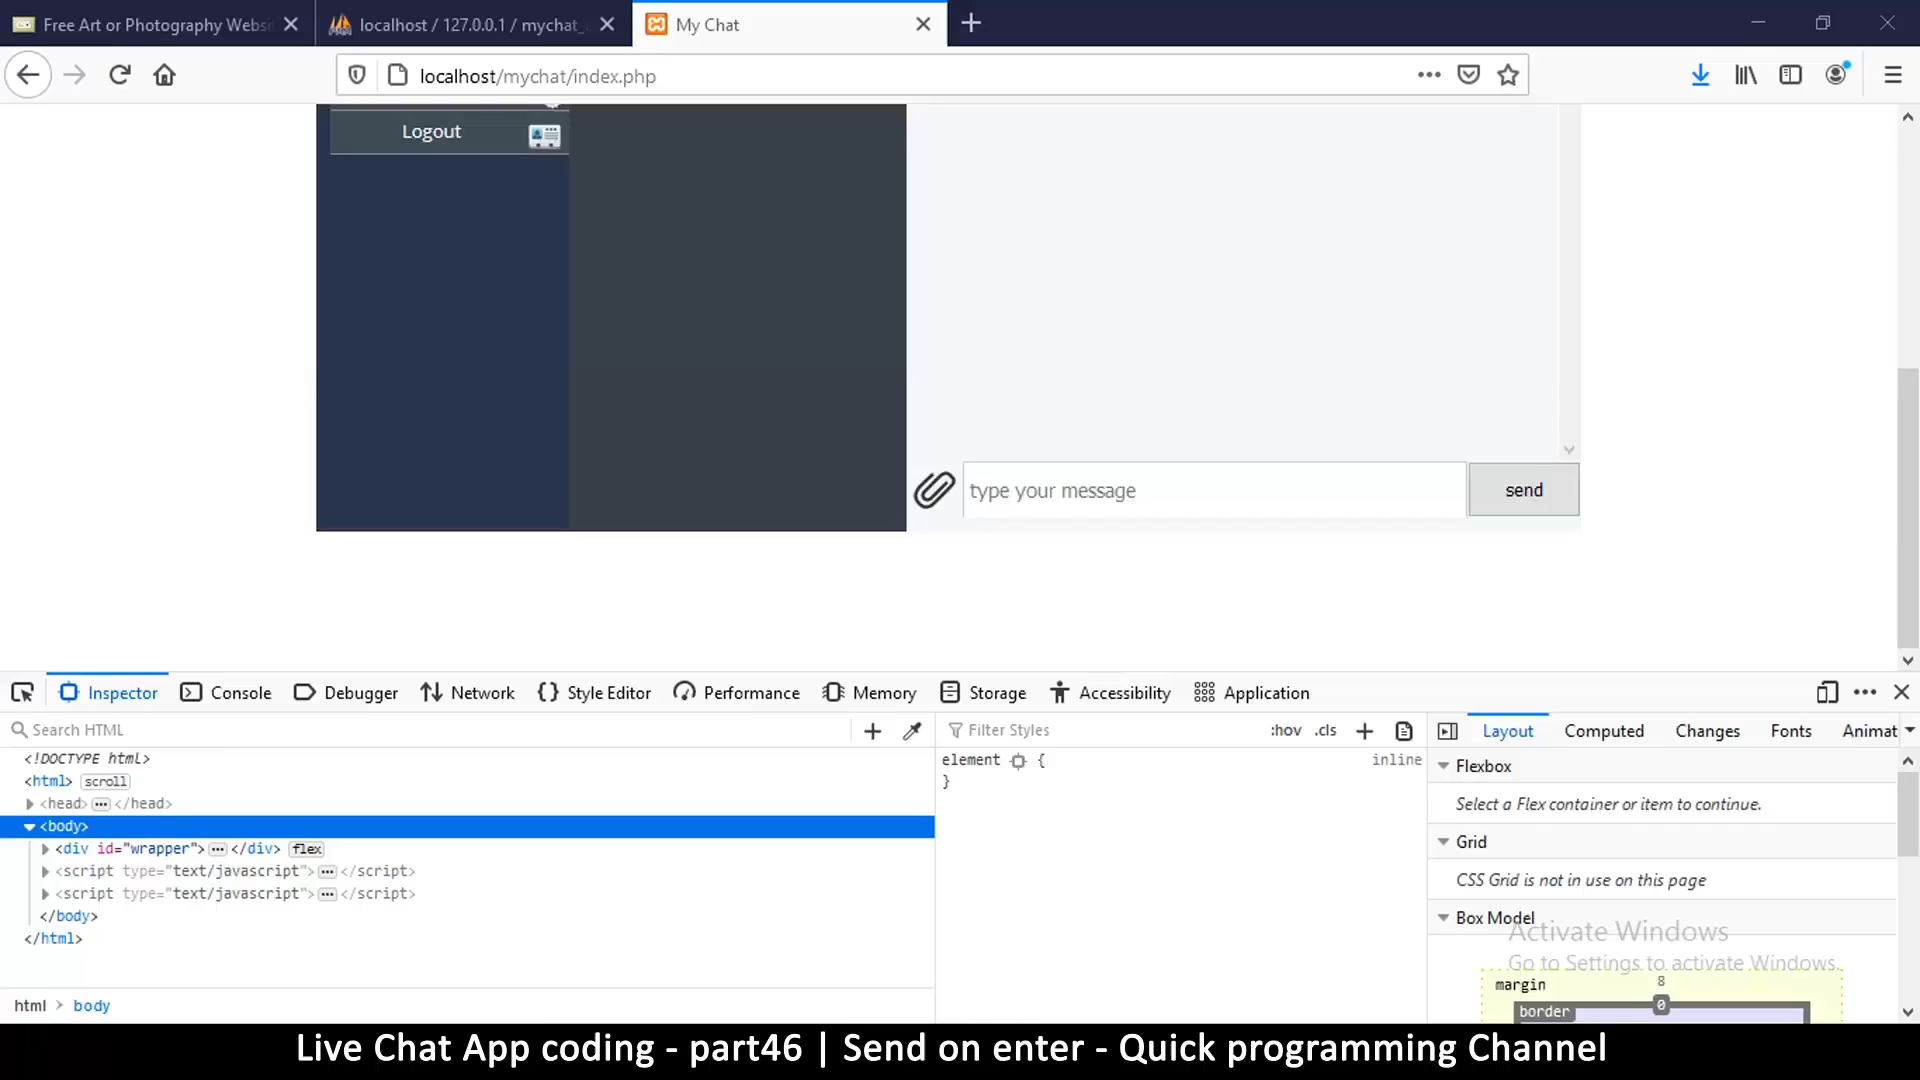 Free Art or Photography Websi
localhost / 127.0.0.1 / mychat_
My Chat
localhost/mychat/index.php
Logout
type your message
send
Inspector
Console
Debugger
Network
Style Editor
Performance
Memory
Storage
Accessibility
Application
Search HTML
Filter Styles
:hov .cls
Layout
Computed
Changes
Fonts
Animat
<!DOCTYPE html>
<html> scroll
<head> ••• </head>
<body>
<div id="wrapper"> ••• </div> flex
<script type="text/javascript"> ••• </script>
<script type="text/javascript"> ••• </script>
</body>
</html>
html > body
element {
inline
}
Flexbox
Select a Flex container or item to continue.
Grid
CSS Grid is not in use on this page
Box Model
Activate Windows
Go to Settings to activate Windows.
margin
8
border
0
Live Chat App coding - part46 | Send on enter - Quick programming Channel